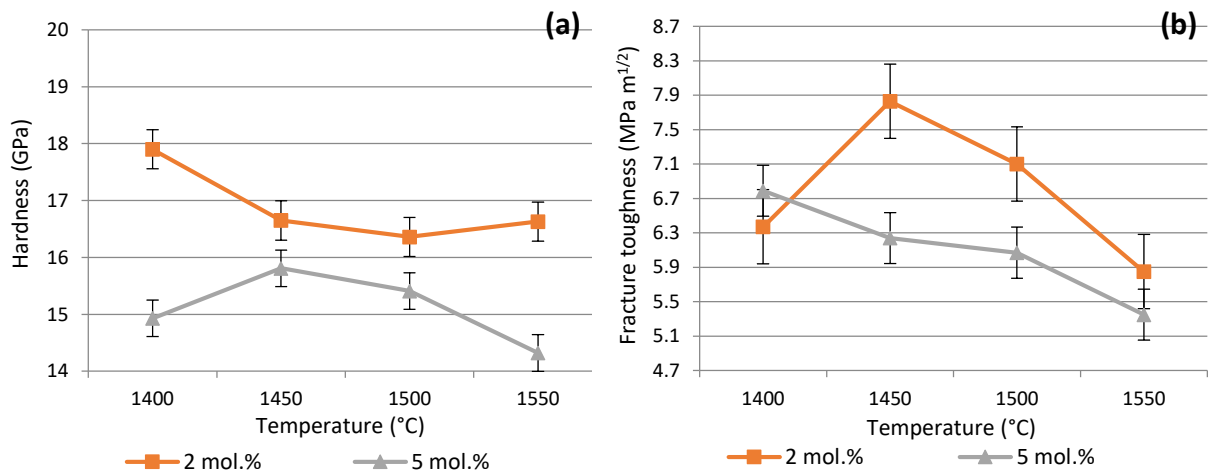 (a)
20
19
18
17
16
15
14
Hardness (GPa)
1400 1450 1500 1550
Temperature (°C)
2 mol.% 5 mol.%
(b)
8.7
8.3
7.9
7.5
7.1
6.7
6.3
5.9
5.5
5.1
4.7
Fracture toughness (MPa m^{1/2})
1400 1450 1500 1550
Temperature (°C)
2 mol.% 5 mol.%